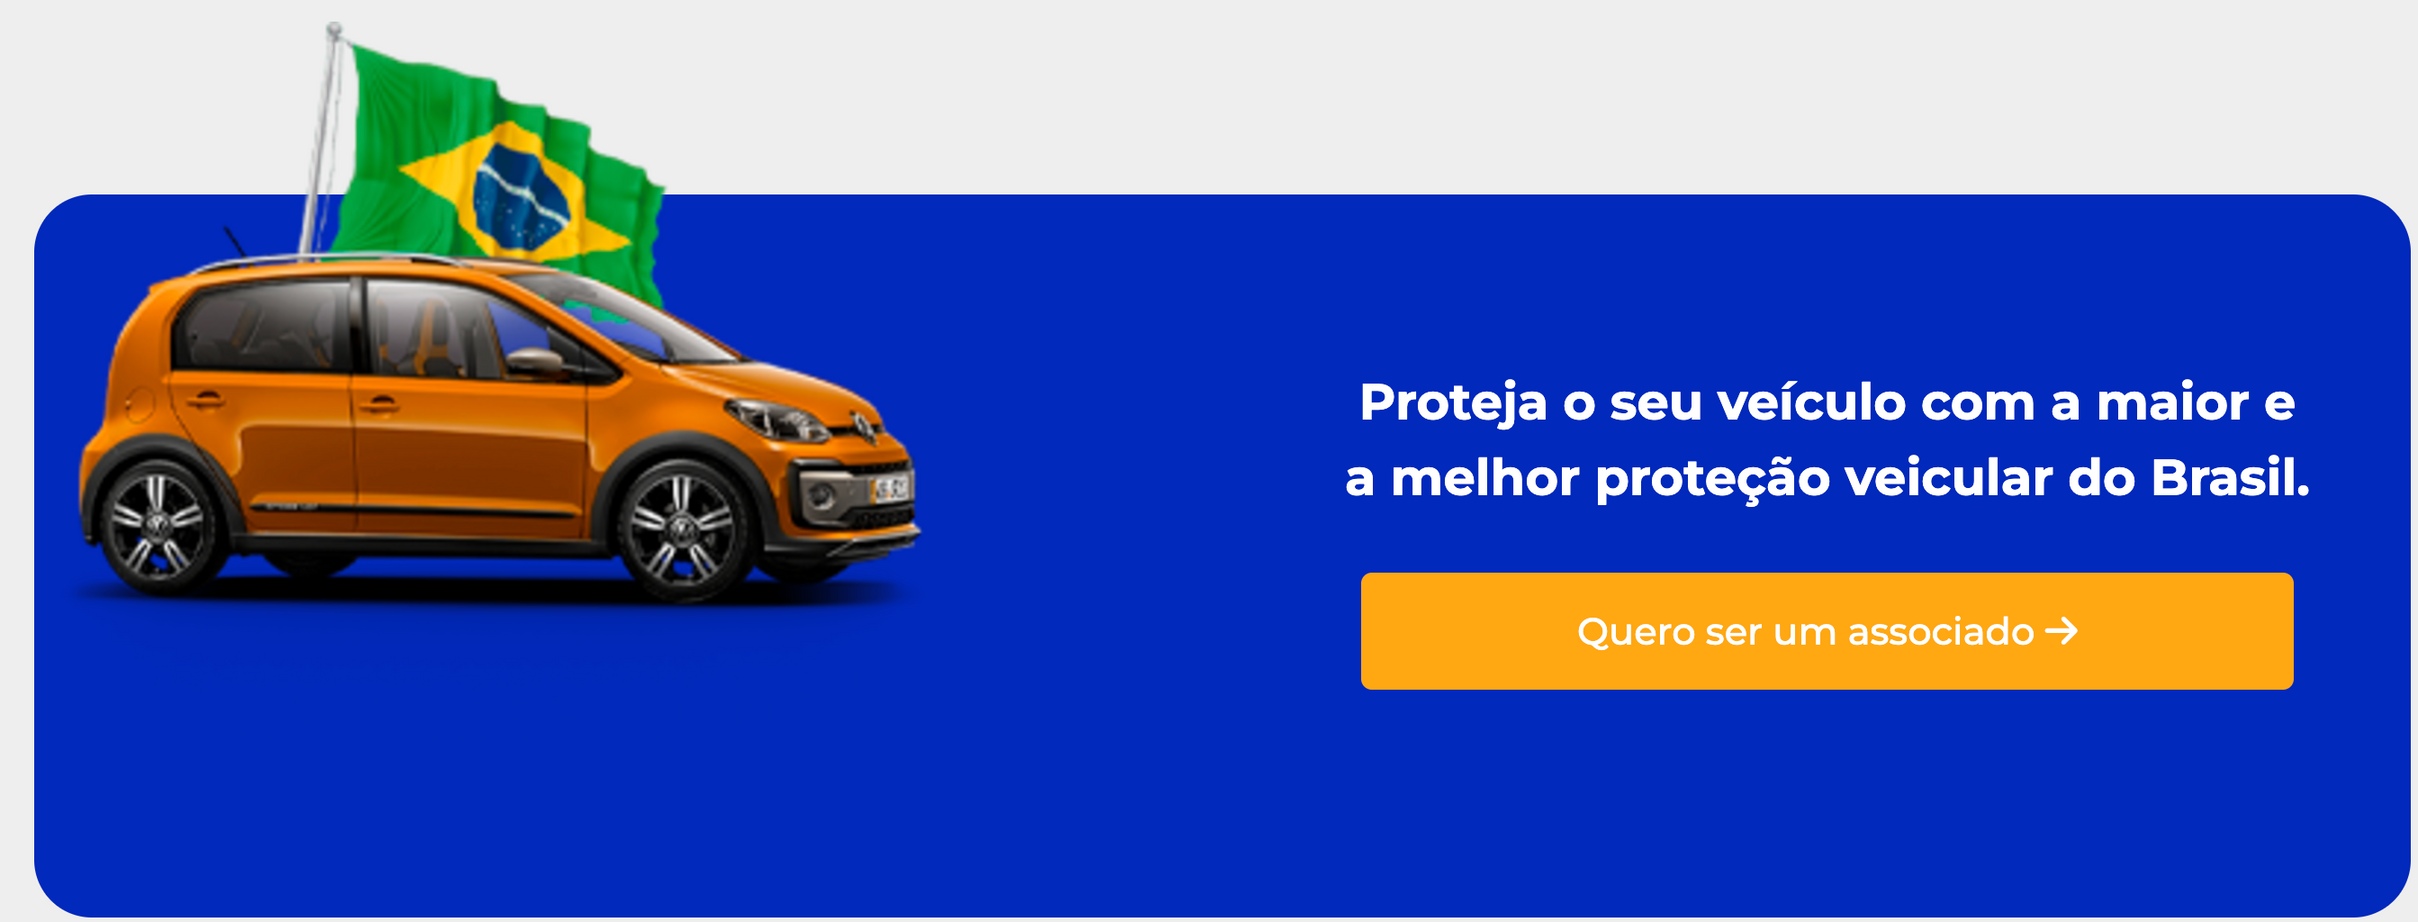 Proteja o seu veículo com a maior e
a melhor proteção veicular do Brasil.
Quero ser um associado →